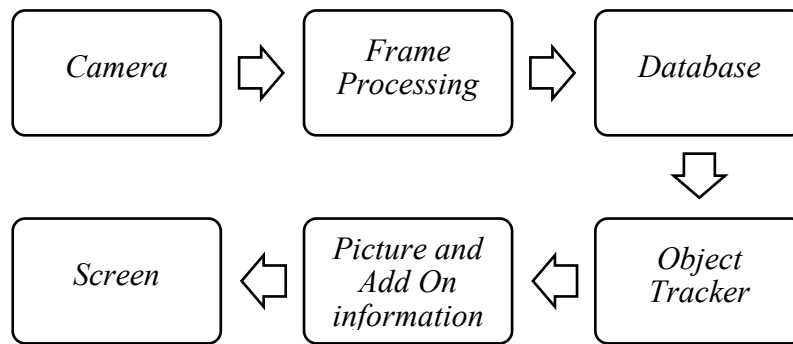 Camera
Frame
Processing
Database
Screen
Picture and
Add On
information
Object
Tracker